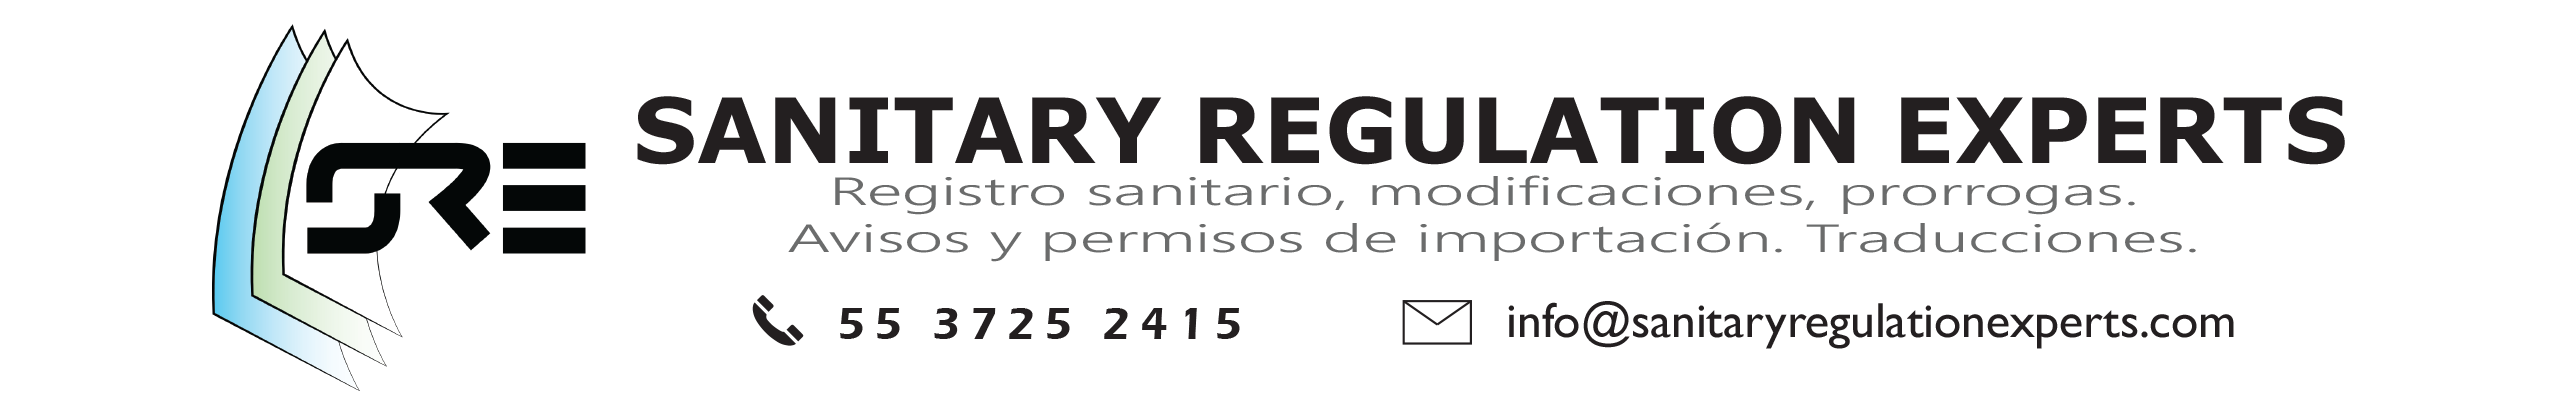 SRE
SANITARY REGULATION EXPERTS
Registro sanitario, modificaciones, prorrogas.
Avisos y permisos de importación. Traducciones.
55 3725 2415
info@sanitaryregulationexperts.com